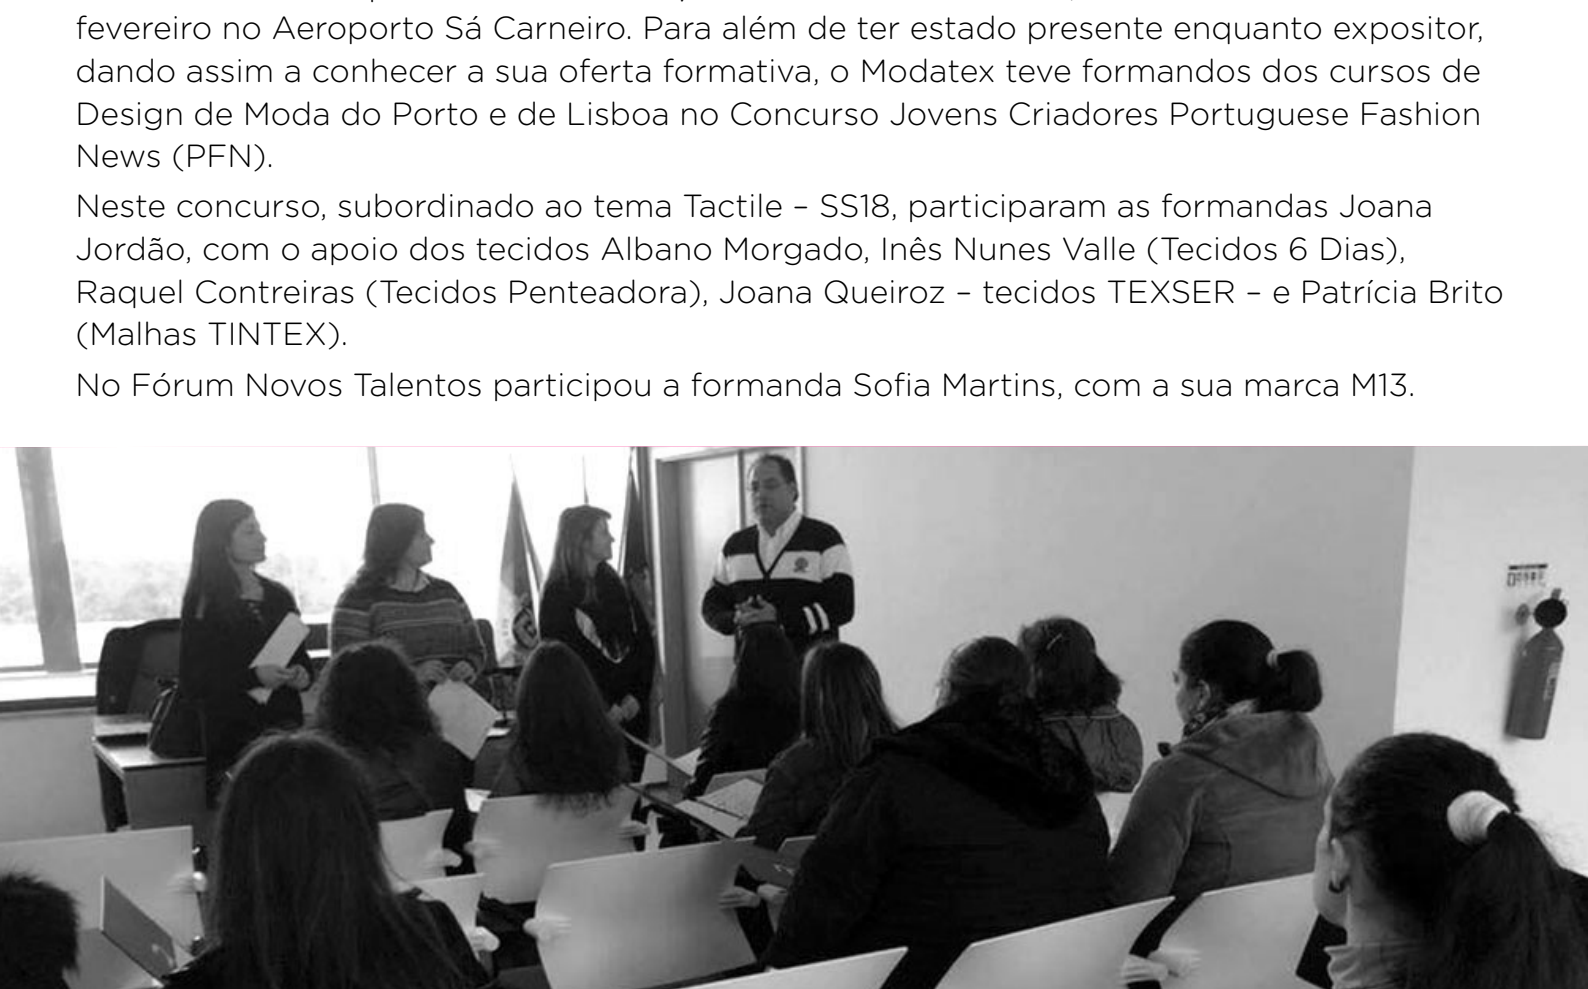 fevereiro no Aeroporto Sá Carneiro. Para além de ter estado presente enquanto expositor,
dando assim a conhecer a sua oferta formativa, o Modatex teve formandos dos cursos de
Design de Moda do Porto e de Lisboa no Concurso Jovens Criadores Portuguese Fashion
News (PFN).
Neste concurso, subordinado ao tema Tactile – SS18, participaram as formandas Joana
Jordão, com o apoio dos tecidos Albano Morgado, Inês Nunes Valle (Tecidos 6 Dias),
Raquel Contreiras (Tecidos Penteadora), Joana Queiroz – tecidos TEXSER – e Patrícia Brito
(Malhas TINTEX).
No Fórum Novos Talentos participou a formanda Sofia Martins, com a sua marca M13.